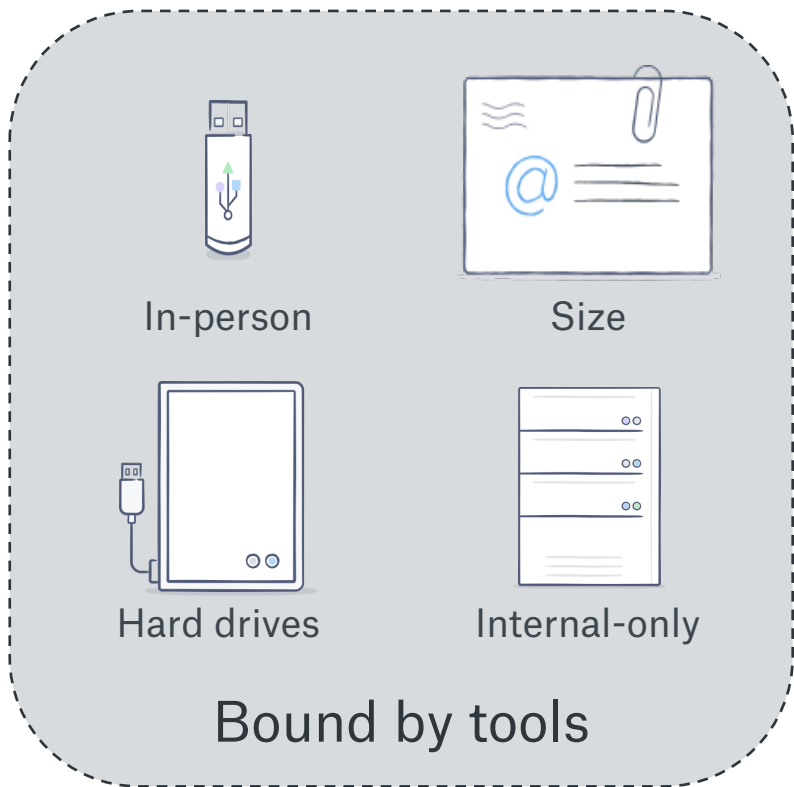 @
In-person
Size
Hard drives
Internal-only
Bound by tools